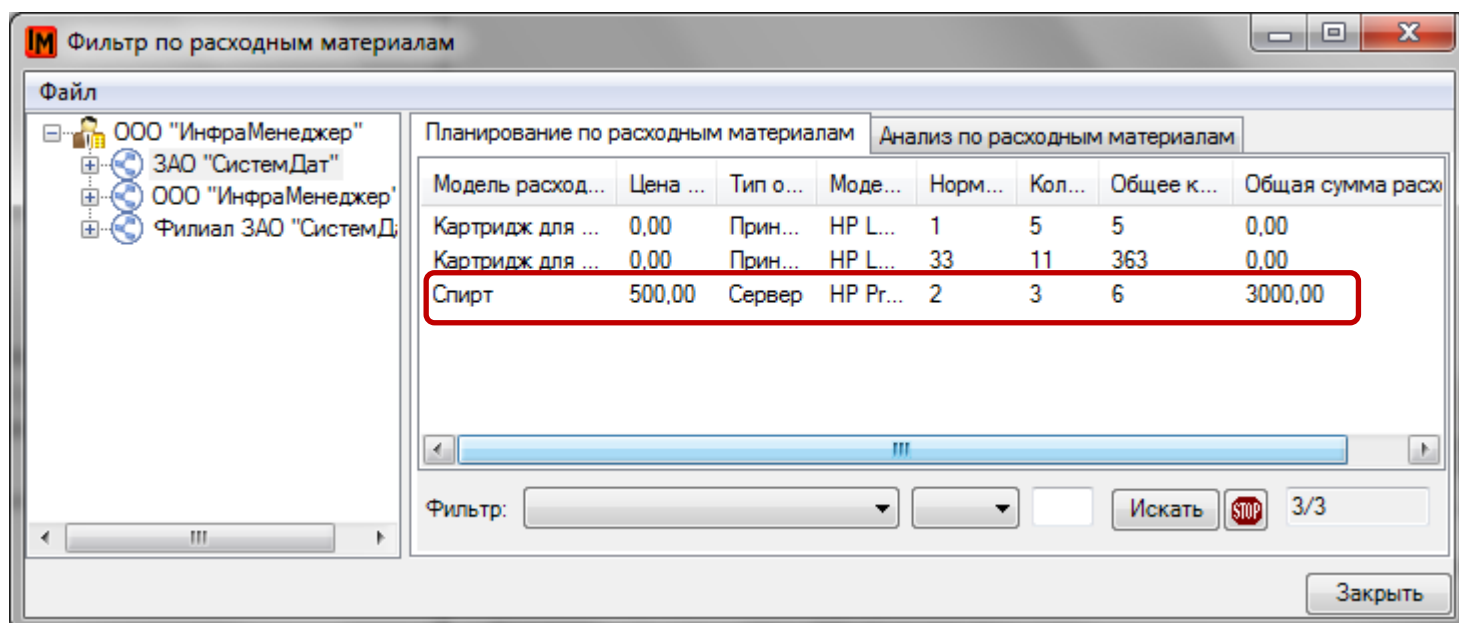 IM Фильтр по расходным материалам
Файл
ООО "ИнфраМенеджер"
ЗАО "СистемДат"
ООО "ИнфраМенеджер"
Филиал ЗАО "СистемД
Планирование по расходным материалам Анализ по расходным материалам
Модель расход... Цена ... Тип о... Моде... Норм... Кол... Общее к... Общая сумма расх
Картридж для ... 0,00 Прин... HP L... 1 5 5 0,00
Картридж для ... 0,00 Прин... HP L... 33 11 363 0,00
Спирт 500,00 Сервер HP Pr... 2 3 6 3000,00
Фильтр: Искать STOP 3/3
Закрыть